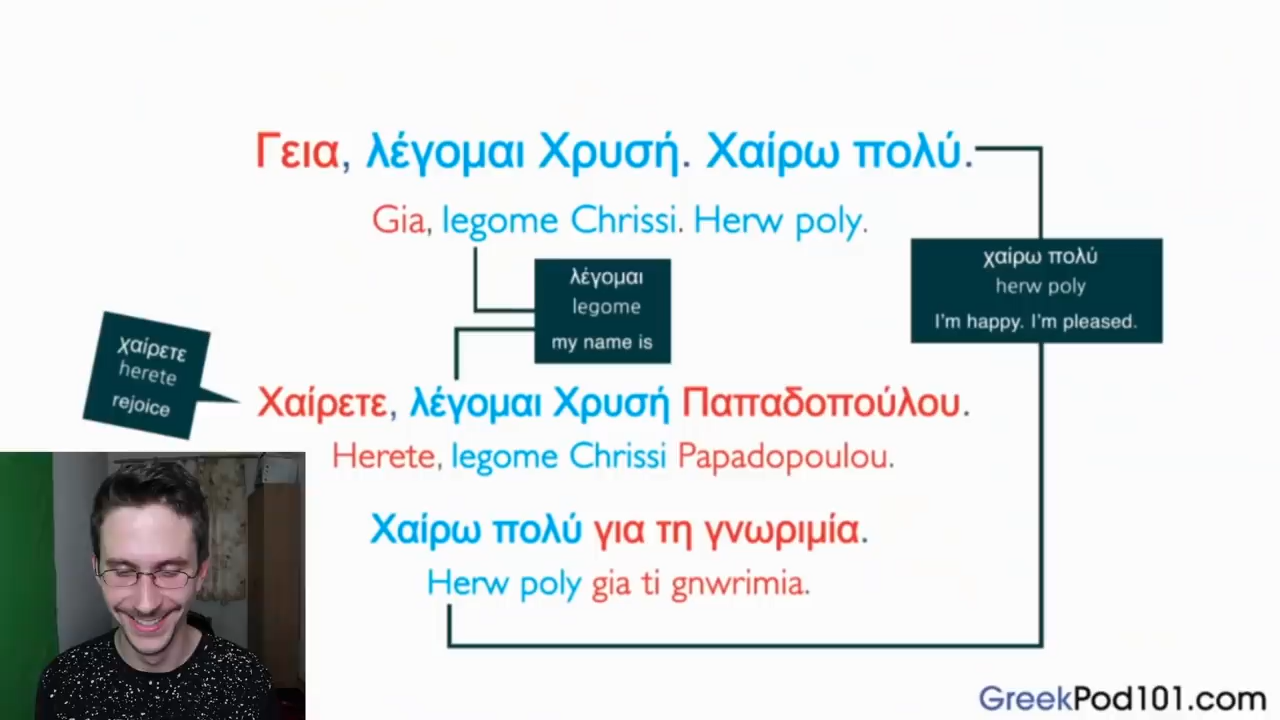 Γεια, λέγομαι Χρυσή. Χαίρω πολύ.
Gia, legome Chrissi. Herw poly.
χαίρω πολύ
herw poly
I'm happy. I'm pleased.
λέγομαι
legome
my name is
χαίρετε
herete
rejoice
Χαίρετε, λέγομαι Χρυσή Παπαδοπούλου.
Herete, legome Chrissi Papadopoulou.
Χαίρω πολύ για τη γνωριμία.
Herw poly gia ti gnwrimia.
GreekPod101.com